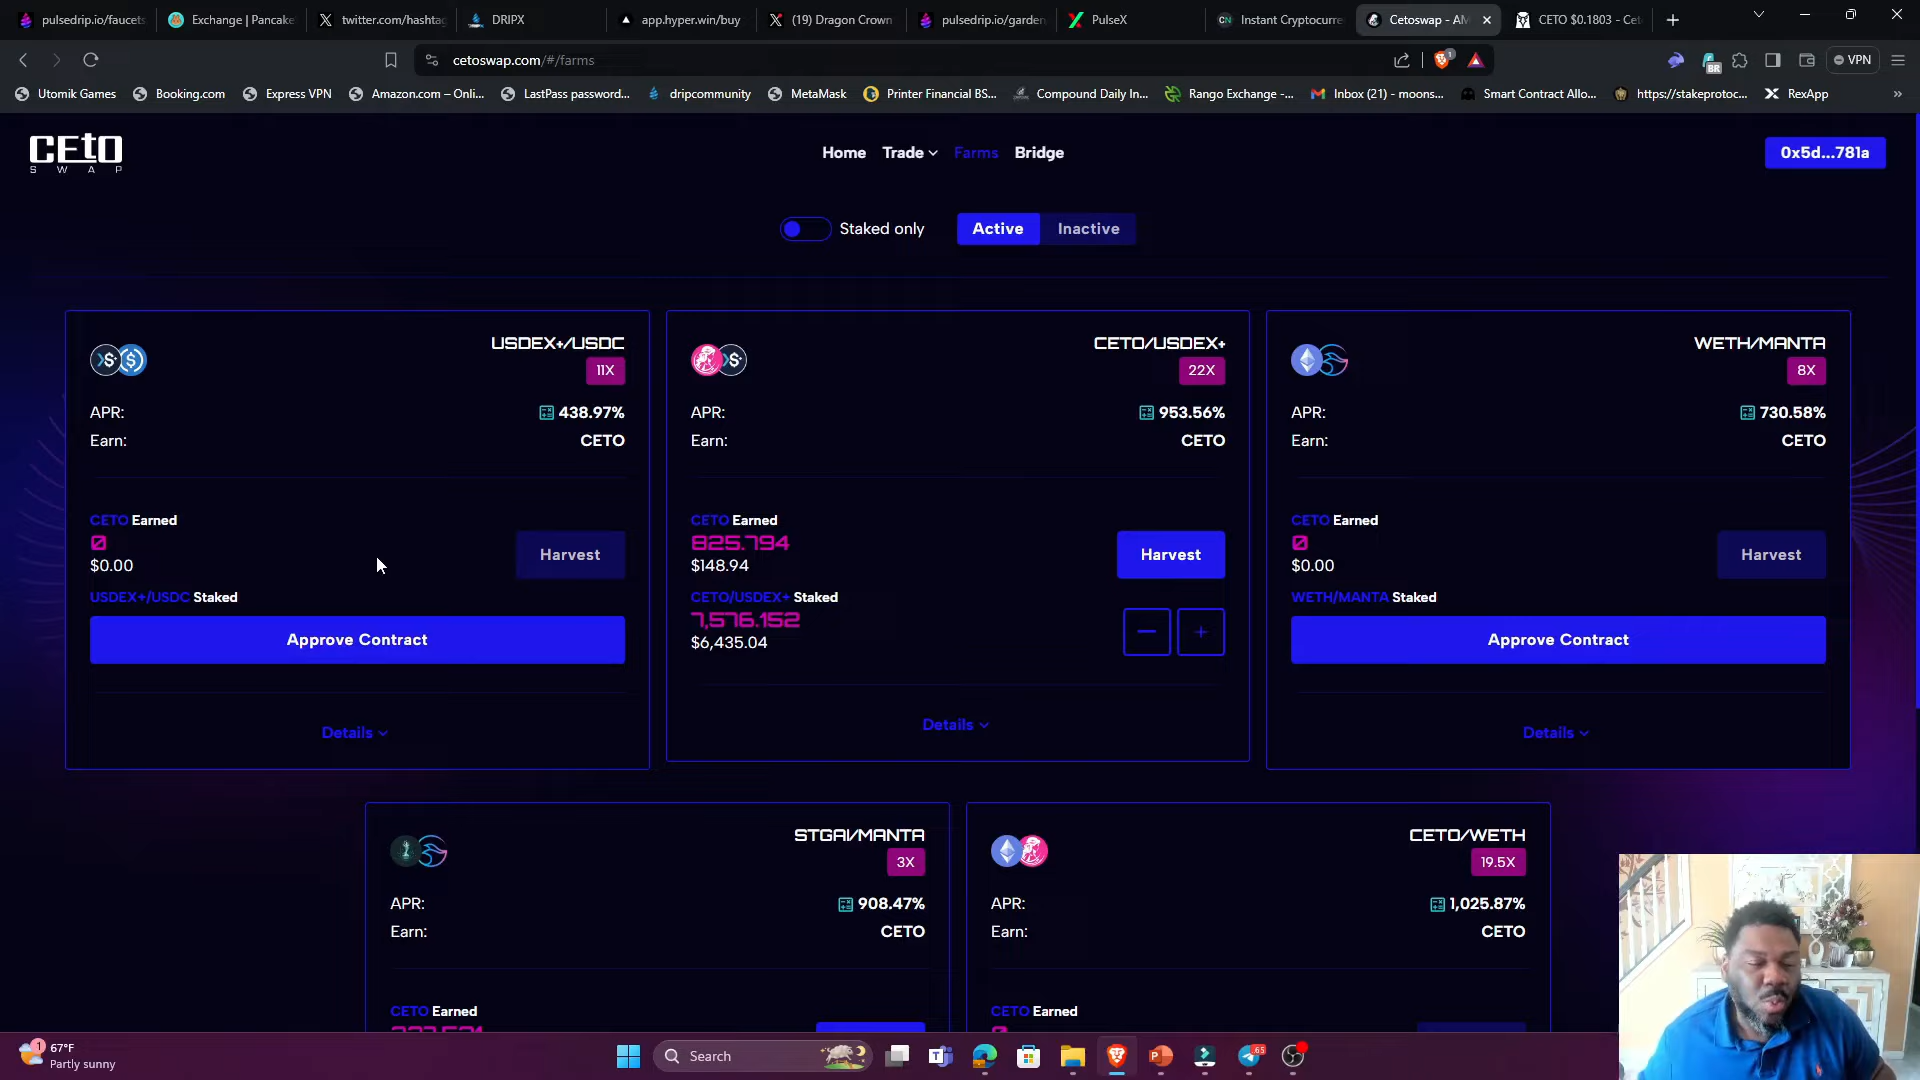 pulsedrip.io/faucets
Exchange | Pancake
twitter.com/hashtag
DRIPX
app.hyper.win/buy
(19) Dragon Crown
pulsedrip.io/garden
PulseX
Instant Cryptocurre
Cetoswap - AM
CETO $0.1803 - Cet
cetoswap.com/#/farms
1
BR
VPN
Utomik Games
Booking.com
Express VPN
Amazon.com – Onli...
LastPass password...
dripcommunity
MetaMask
Printer Financial BS...
Compound Daily In...
Rango Exchange -...
Inbox (21) - moons...
Smart Contract Allo...
https://stakeprotoc...
RexApp
CETO
SWAP
Home
Trade
Farms
Bridge
0x5d...781a
Staked only
Active
Inactive
USDEX+/USDC
11X
APR:
438.97%
Earn:
CETO
CETO Earned
0
$0.00
Harvest
USDEX+/USDC Staked
Approve Contract
Details
CETO/USDEX+
22X
APR:
953.56%
Earn:
CETO
CETO Earned
825.794
$148.94
Harvest
CETO/USDEX+ Staked
7,576.152
$6,435.04
Details
WETH/MANTA
8X
APR:
730.58%
Earn:
CETO
CETO Earned
0
$0.00
Harvest
WETH/MANTA Staked
Approve Contract
Details
STGAI/MANTA
3X
APR:
908.47%
Earn:
CETO
CETO Earned
CETO/WETH
19.5X
APR:
1,025.87%
Earn:
CETO
CETO Earned
1
67°F
Partly sunny
Search
65